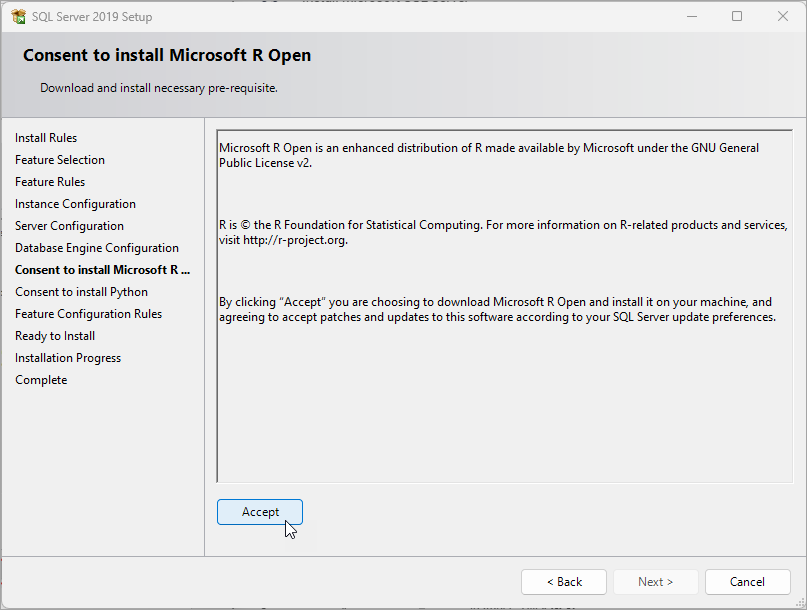 SQL Server 2019 Setup
Consent to install Microsoft R Open
Download and install necessary pre-requisite.
Install Rules
Feature Selection
Feature Rules
Instance Configuration
Server Configuration
Database Engine Configuration
Consent to install Microsoft R ...
Consent to install Python
Feature Configuration Rules
Ready to Install
Installation Progress
Complete
Microsoft R Open is an enhanced distribution of R made available by Microsoft under the GNU General
Public License v2.
R is © the R Foundation for Statistical Computing. For more information on R-related products and services,
visit http://r-project.org.
By clicking “Accept” you are choosing to download Microsoft R Open and install it on your machine, and
agreeing to accept patches and updates to this software according to your SQL Server update preferences.
Accept
< Back
Next >
Cancel